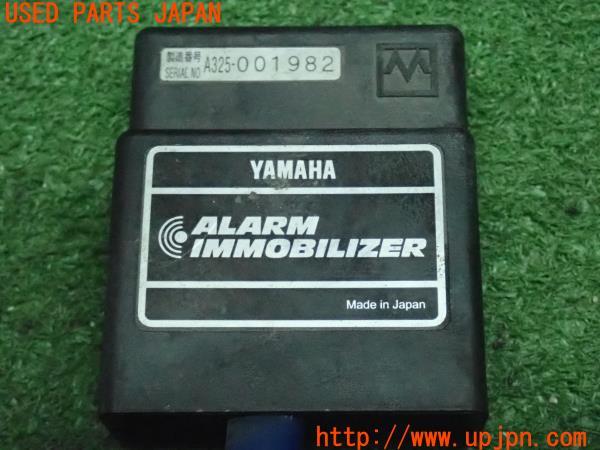 USED PARTS JAPAN
製造番号
SERIAL NO A325-001982
YAMAHA
ALARM
IMMOBILIZER
Made in Japan
http://www.upjpn.com